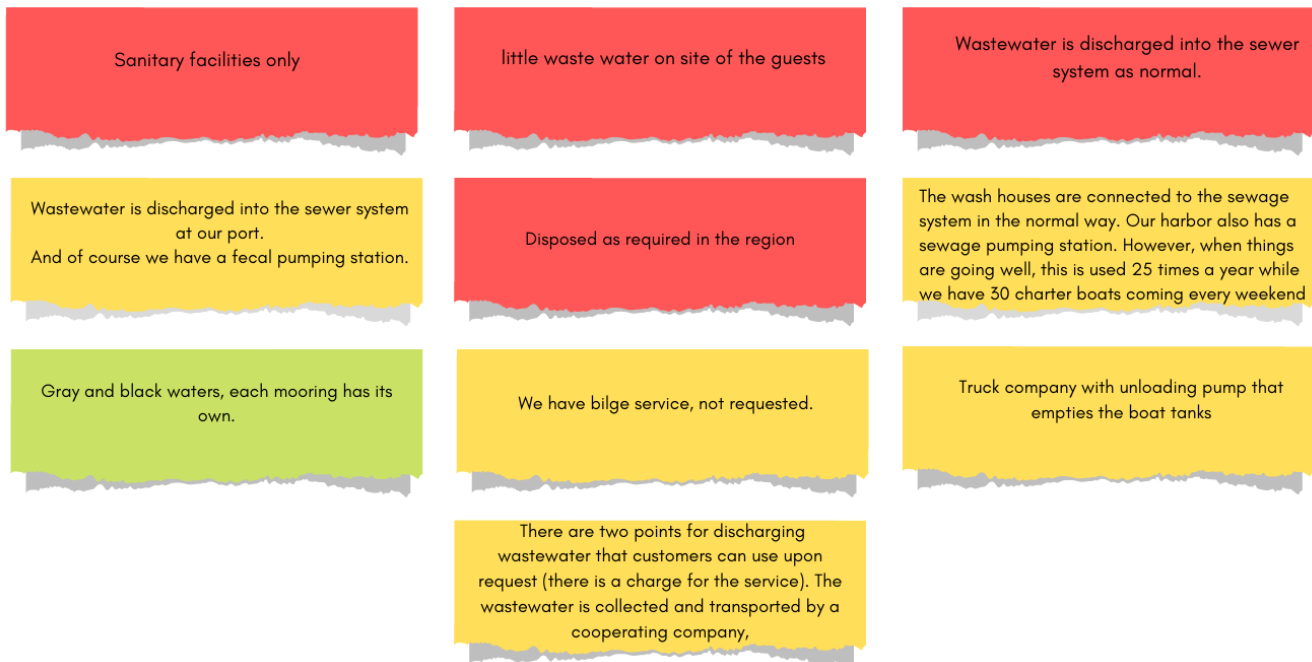 Sanitary facilities only
little waste water on site of the guests
Wastewater is discharged into the sewer
system as normal.
Wastewater is discharged into the sewer system
at our port.
And of course we have a fecal pumping station.
Disposed as required in the region
The wash houses are connected to the sewage
system in the normal way. Our harbor also has a
sewage pumping station. However, when things
are going well, this is used 25 times a year while
we have 30 charter boats coming every weekend
Gray and black waters, each mooring has its
own.
We have bilge service, not requested.
Truck company with unloading pump that
empties the boat tanks
There are two points for discharging
wastewater that customers can use upon
request (there is a charge for the service). The
wastewater is collected and transported by a
cooperating company,